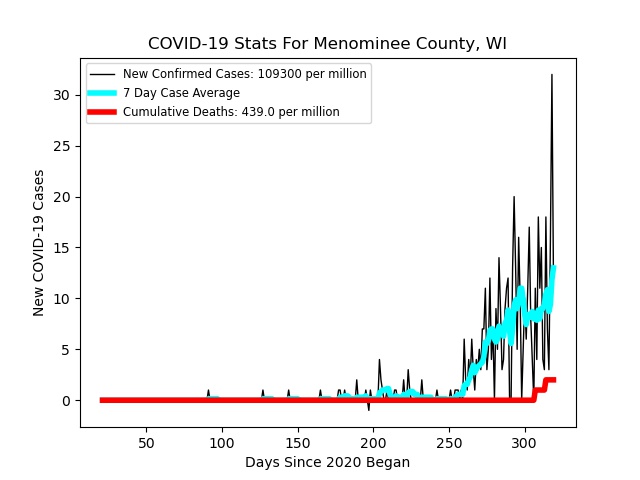 COVID-19 Stats For Menominee County, WI
New Confirmed Cases: 109300 per million
7 Day Case Average
Cumulative Deaths: 439.0 per million
New COVID-19 Cases
30
25
20
15
10
5
0
50 100 150 200 250 300
Days Since 2020 Began